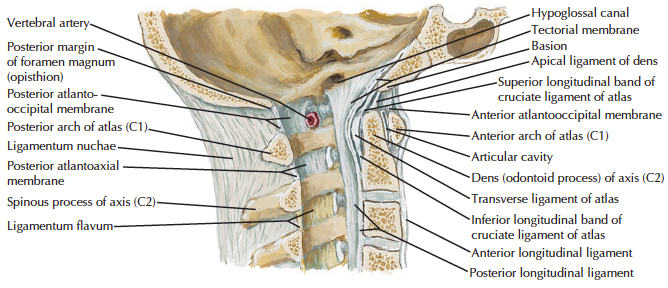 Vertebral artery
Posterior margin
of foramen magnum
(opisthion)
Posterior atlanto-
occipital membrane
Posterior arch of atlas (C1)
Ligamentum nuchae
Posterior atlantoaxial
membrane
Spinous process of axis (C2)
Ligamentum flavum
Hypoglossal canal
Tectorial membrane
Basion
Apical ligament of dens
Superior longitudinal band of
cruciate ligament of atlas
Anterior atlantooccipital membrane
Anterior arch of atlas (C1)
Articular cavity
Dens (odontoid process) of axis (C2)
Transverse ligament of atlas
Inferior longitudinal band of
cruciate ligament of atlas
Anterior longitudinal ligament
Posterior longitudinal ligament